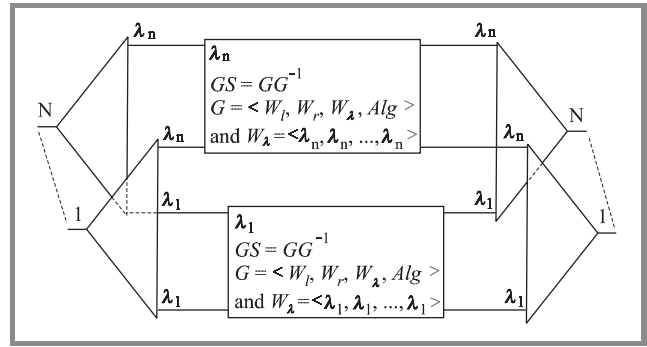 λn λn
λn
GS = GG⁻¹
G = < Wl, Wr, Wλ, Alg >
and Wλ = <λn, λn, ..., λn >
N N
λn λn
1 1
λ1 λ1
λ1
GS = GG⁻¹
G = < Wl, Wr, Wλ, Alg >
and Wλ = <λ1, λ1, ..., λ1 >
λ1 λ1